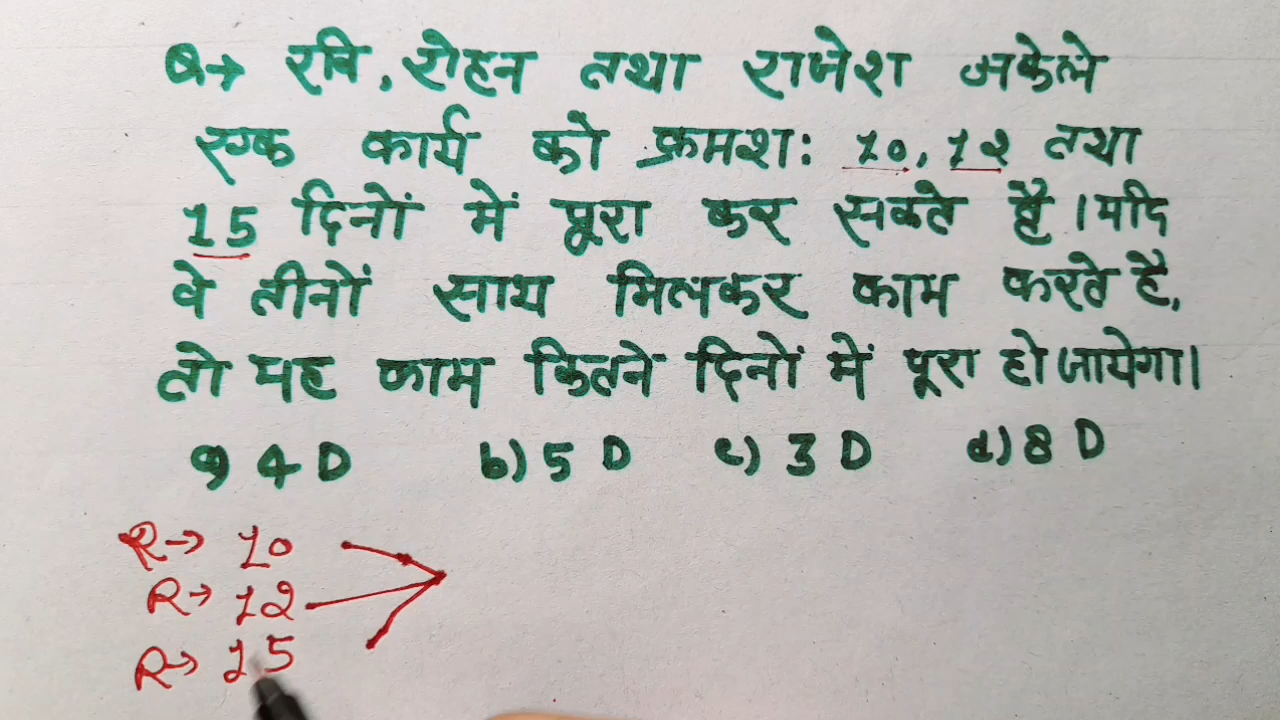 Q→ रवि, रोहन तथा राजेश अकेले
एक कार्य को क्रमश: 10, 12 तथा
15 दिनों में पूरा कर सकते है। यदि
वे तीनों साथ मिलकर काम करते है,
तो यह काम कितने दिनों में पूरा हो जायेगा।
a) 4 D b) 5 D c) 3 D d) 8 D
R→ 10
R→ 12
R→ 15